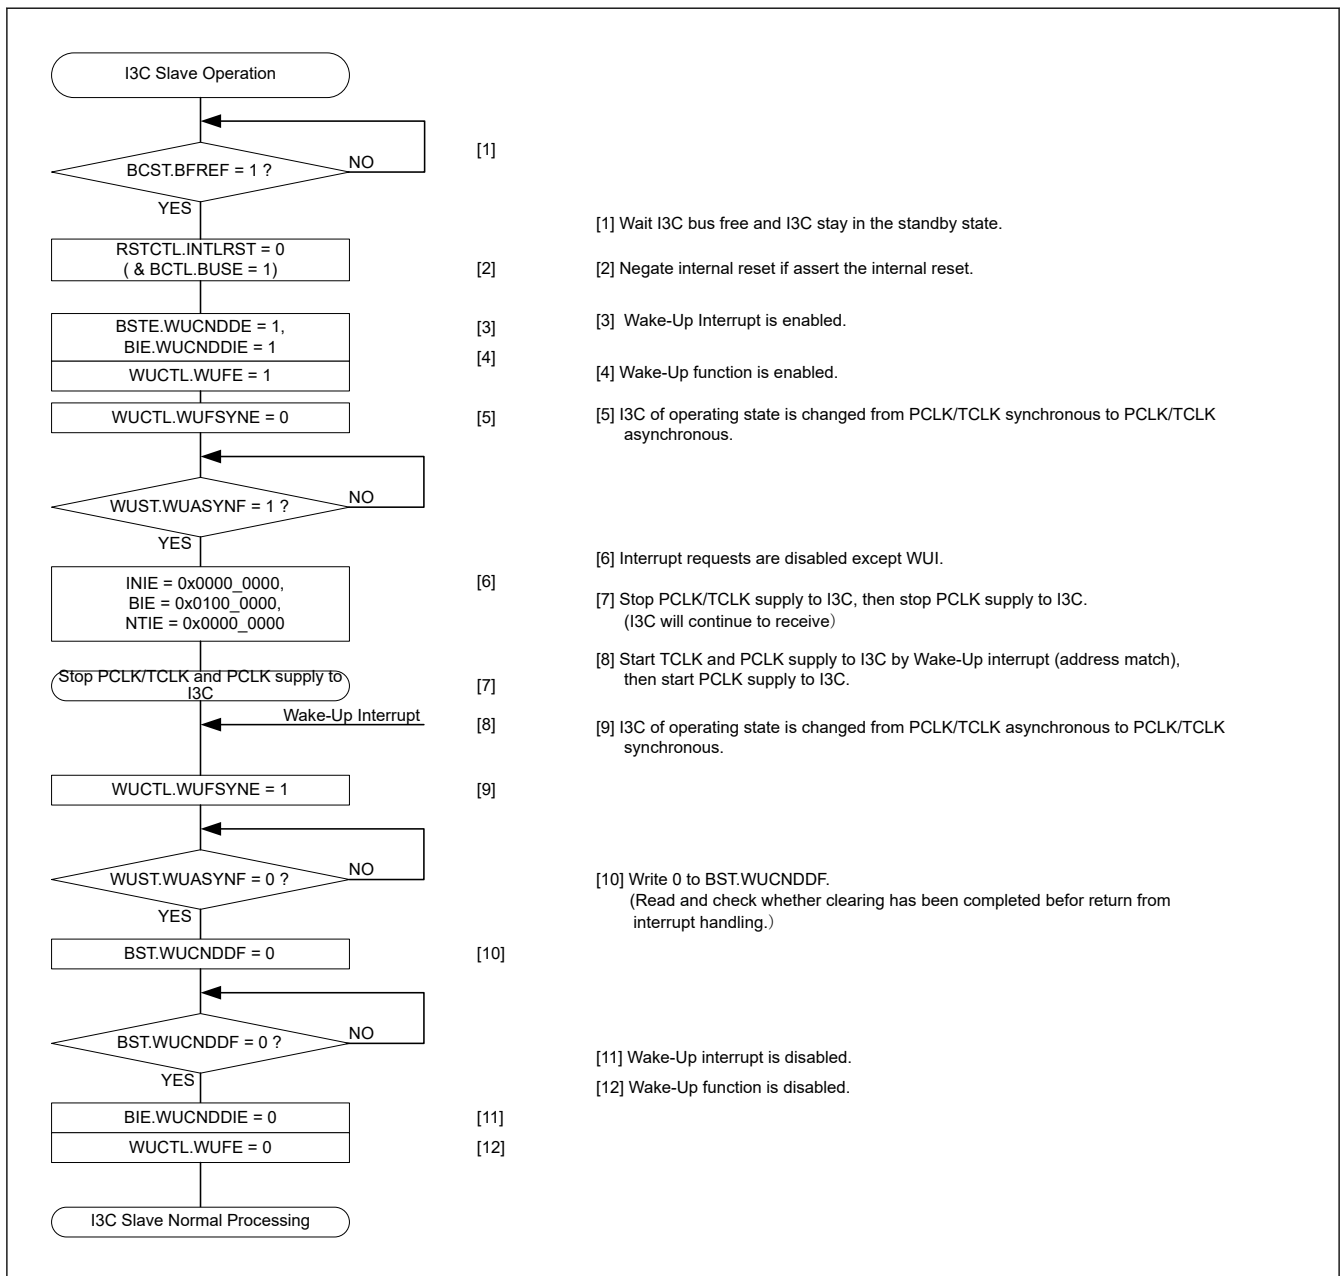 I3C Slave Operation
BCST.BFREF = 1 ?
NO
[1]
YES
[1] Wait I3C bus free and I3C stay in the standby state.
RSTCTL.INTLRST = 0
( & BCTL.BUSE = 1)
[2]
[2] Negate internal reset if assert the internal reset.
BSTE.WUCNDDE = 1,
BIE.WUCNDDIE = 1
[3]
[3] Wake-Up Interrupt is enabled.
[4]
WUCTL.WUFE = 1
[4] Wake-Up function is enabled.
WUCTL.WUFSYNE = 0
[5]
[5] I3C of operating state is changed from PCLK/TCLK synchronous to PCLK/TCLK
asynchronous.
WUST.WUASYNF = 1 ?
NO
YES
[6] Interrupt requests are disabled except WUI.
INIE = 0x0000_0000,
BIE = 0x0100_0000,
NTIE = 0x0000_0000
[6]
[7] Stop PCLK/TCLK supply to I3C, then stop PCLK supply to I3C.
(I3C will continue to receive）
Stop PCLK/TCLK and PCLK supply to
I3C
[7]
[8] Start TCLK and PCLK supply to I3C by Wake-Up interrupt (address match),
then start PCLK supply to I3C.
Wake-Up Interrupt
[8]
[9] I3C of operating state is changed from PCLK/TCLK asynchronous to PCLK/TCLK
synchronous.
WUCTL.WUFSYNE = 1
[9]
WUST.WUASYNF = 0 ?
NO
YES
[10] Write 0 to BST.WUCNDDF.
(Read and check whether clearing has been completed befor return from
interrupt handling.）
BST.WUCNDDF = 0
[10]
BST.WUCNDDF = 0 ?
NO
YES
[11] Wake-Up interrupt is disabled.
[12] Wake-Up function is disabled.
BIE.WUCNDDIE = 0
[11]
WUCTL.WUFE = 0
[12]
I3C Slave Normal Processing